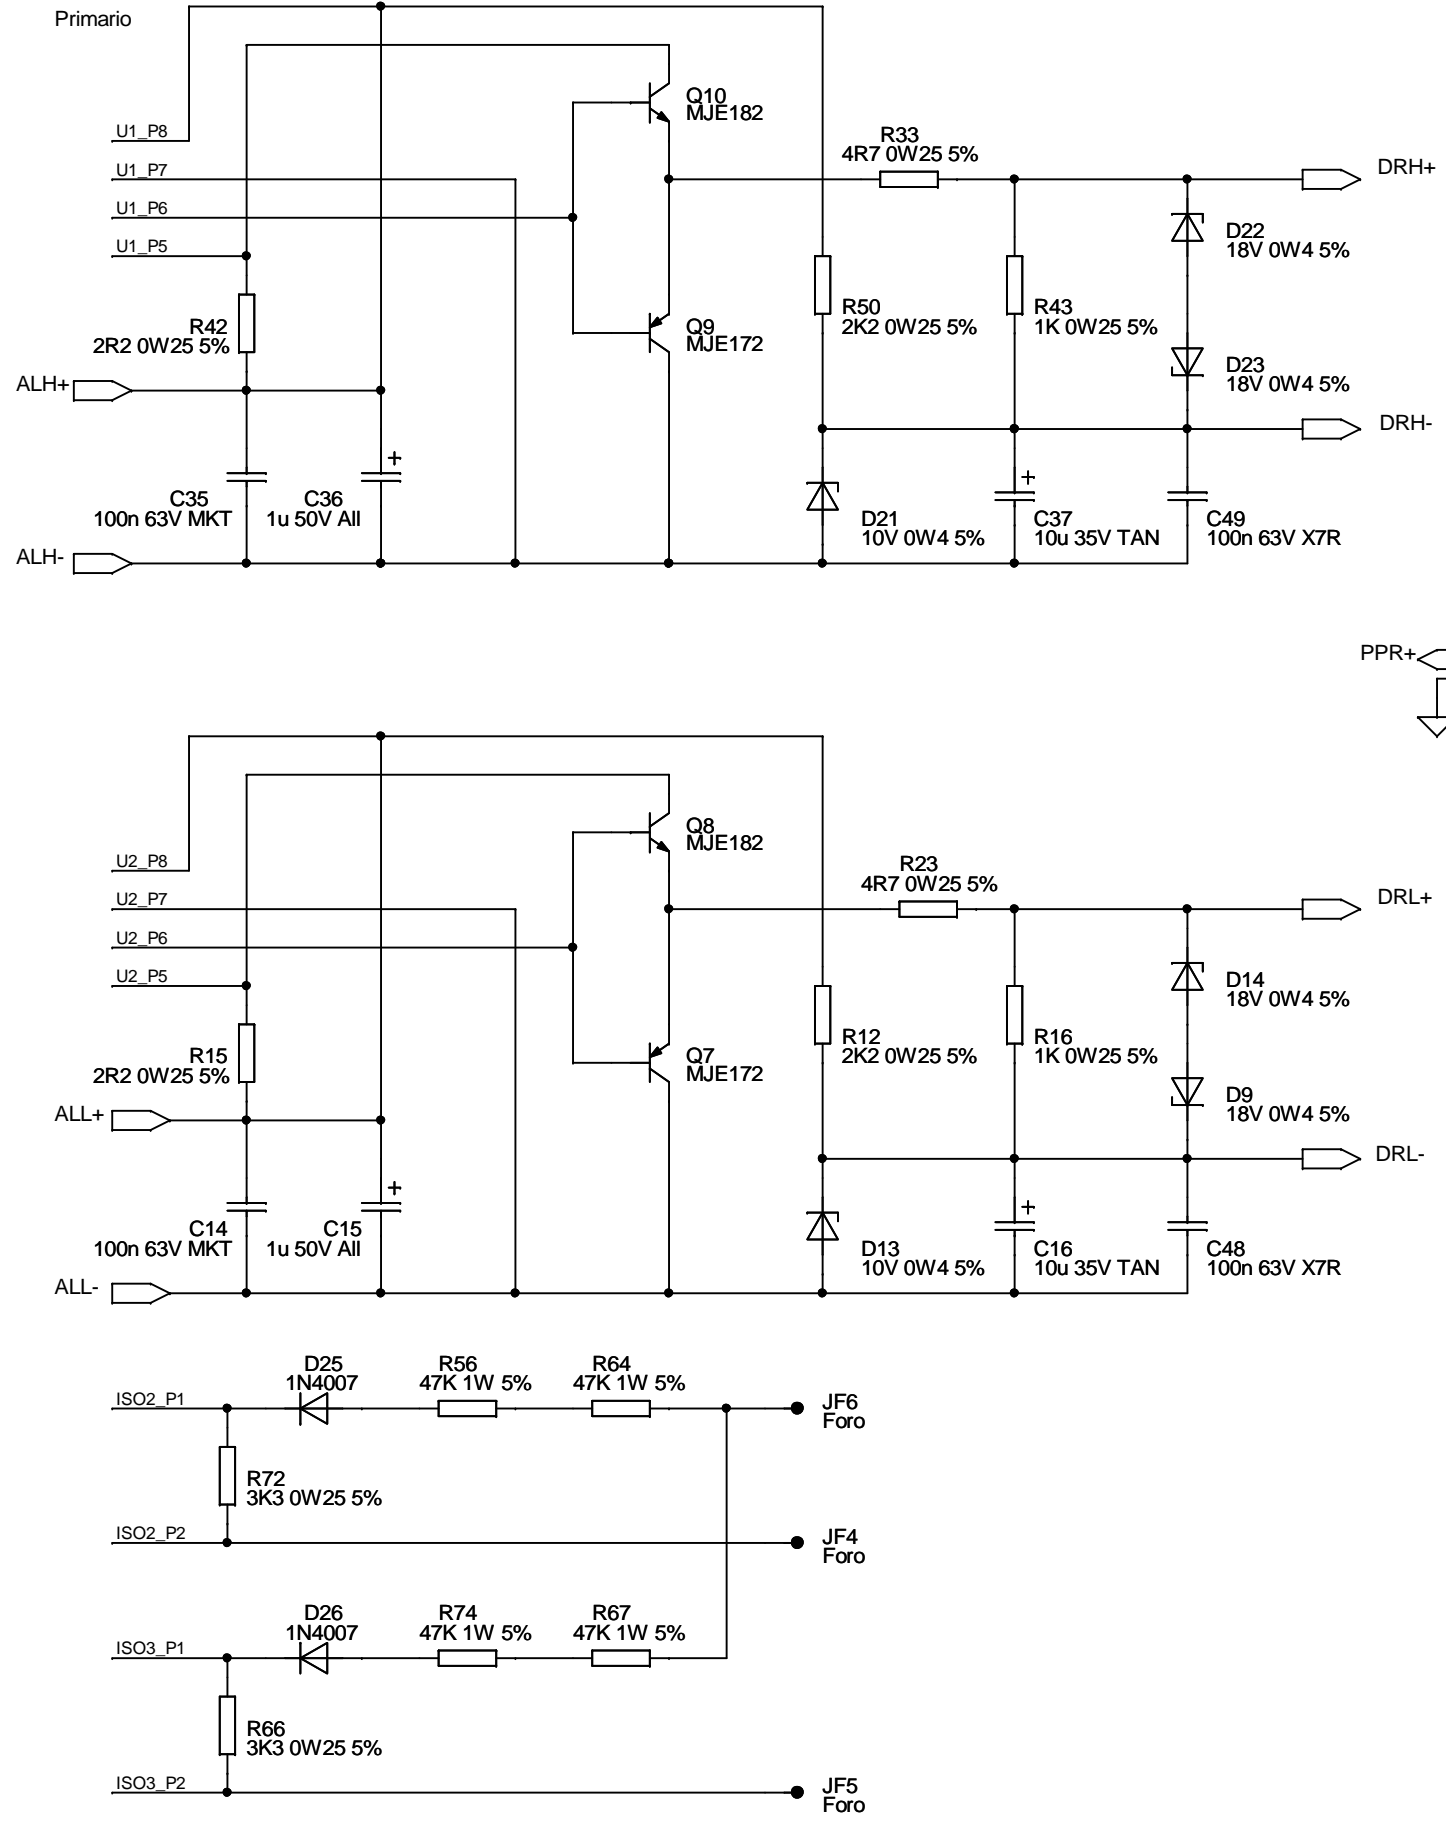 Primario
Q10
MJE182
U1_P8
U1_P7
U1_P6
U1_P5
R33
4R7 0W25 5%
DRH+
D22
18V 0W4 5%
R42
2R2 0W25 5%
Q9
MJE172
R50
2K2 0W25 5%
R43
1K 0W25 5%
D23
18V 0W4 5%
ALH+
DRH-
+
+
C35
100n 63V MKT
C36
1u 50V All
D21
10V 0W4 5%
C37
10u 35V TAN
C49
100n 63V X7R
ALH-
PPR+
Q8
MJE182
U2_P8
U2_P7
U2_P6
U2_P5
R23
4R7 0W25 5%
DRL+
D14
18V 0W4 5%
R15
2R2 0W25 5%
Q7
MJE172
R12
2K2 0W25 5%
R16
1K 0W25 5%
D9
18V 0W4 5%
ALL+
DRL-
+
+
C14
100n 63V MKT
C15
1u 50V All
D13
10V 0W4 5%
C16
10u 35V TAN
C48
100n 63V X7R
ALL-
D25
1N4007
R56
47K 1W 5%
R64
47K 1W 5%
ISO2_P1
JF6
Foro
R72
3K3 0W25 5%
ISO2_P2
JF4
Foro
D26
1N4007
R74
47K 1W 5%
R67
47K 1W 5%
ISO3_P1
R66
3K3 0W25 5%
ISO3_P2
JF5
Foro